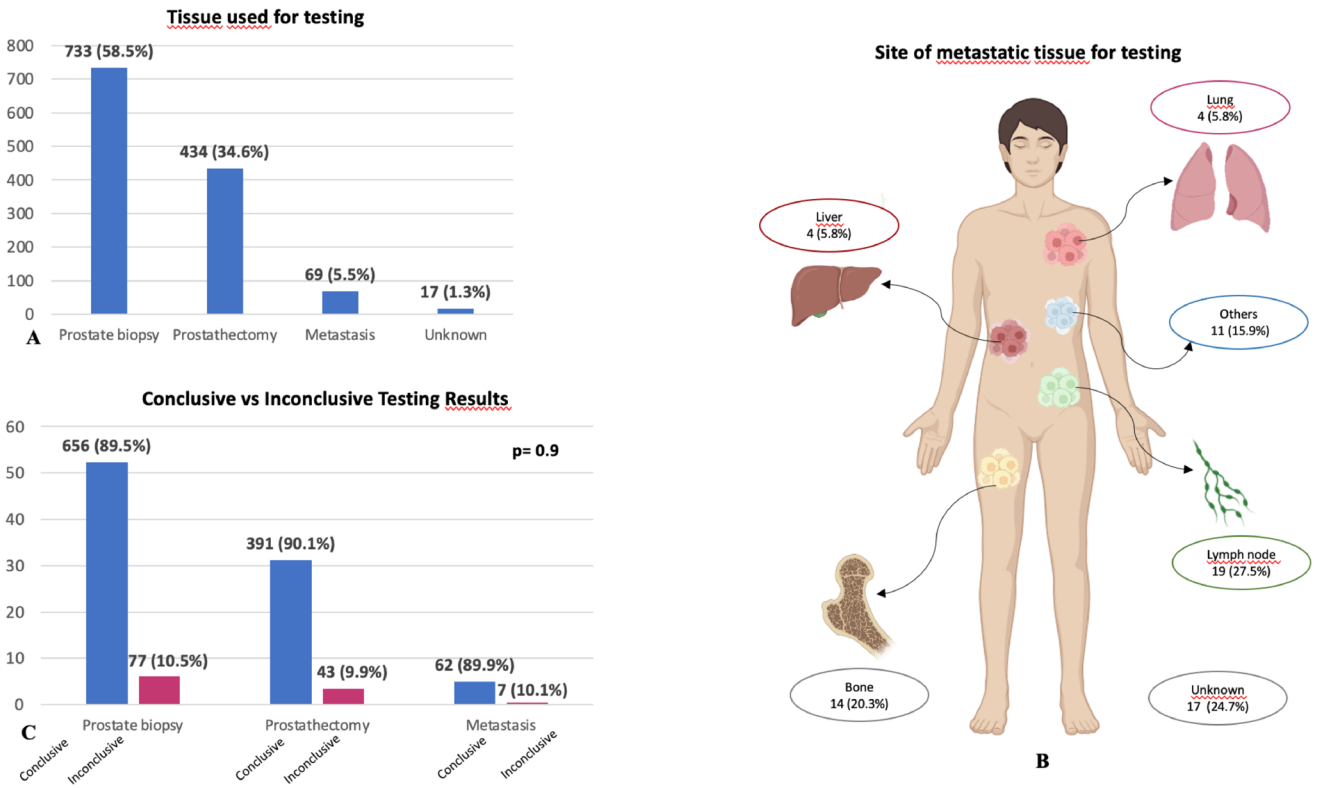 Tissue used for testing
800
700
600
500
400
300
200
100
0
733 (58.5%)
434 (34.6%)
69 (5.5%)
17 (1.3%)
Prostate biopsy
Prostathectomy
Metastasis
Unknown
A
Conclusive vs Inconclusive Testing Results
p= 0.9
60
50
40
30
20
10
0
656 (89.5%)
77 (10.5%)
391 (90.1%)
43 (9.9%)
62 (89.9%)
7 (10.1%)
Prostate biopsy
Prostathectomy
Metastasis
Conclusive
Inconclusive
Conclusive
Inconclusive
Conclusive
Inconclusive
C
Site of metastatic tissue for testing
Lung
4 (5.8%)
Liver
4 (5.8%)
Others
11 (15.9%)
Lymph node
19 (27.5%)
Bone
14 (20.3%)
Unknown
17 (24.7%)
B